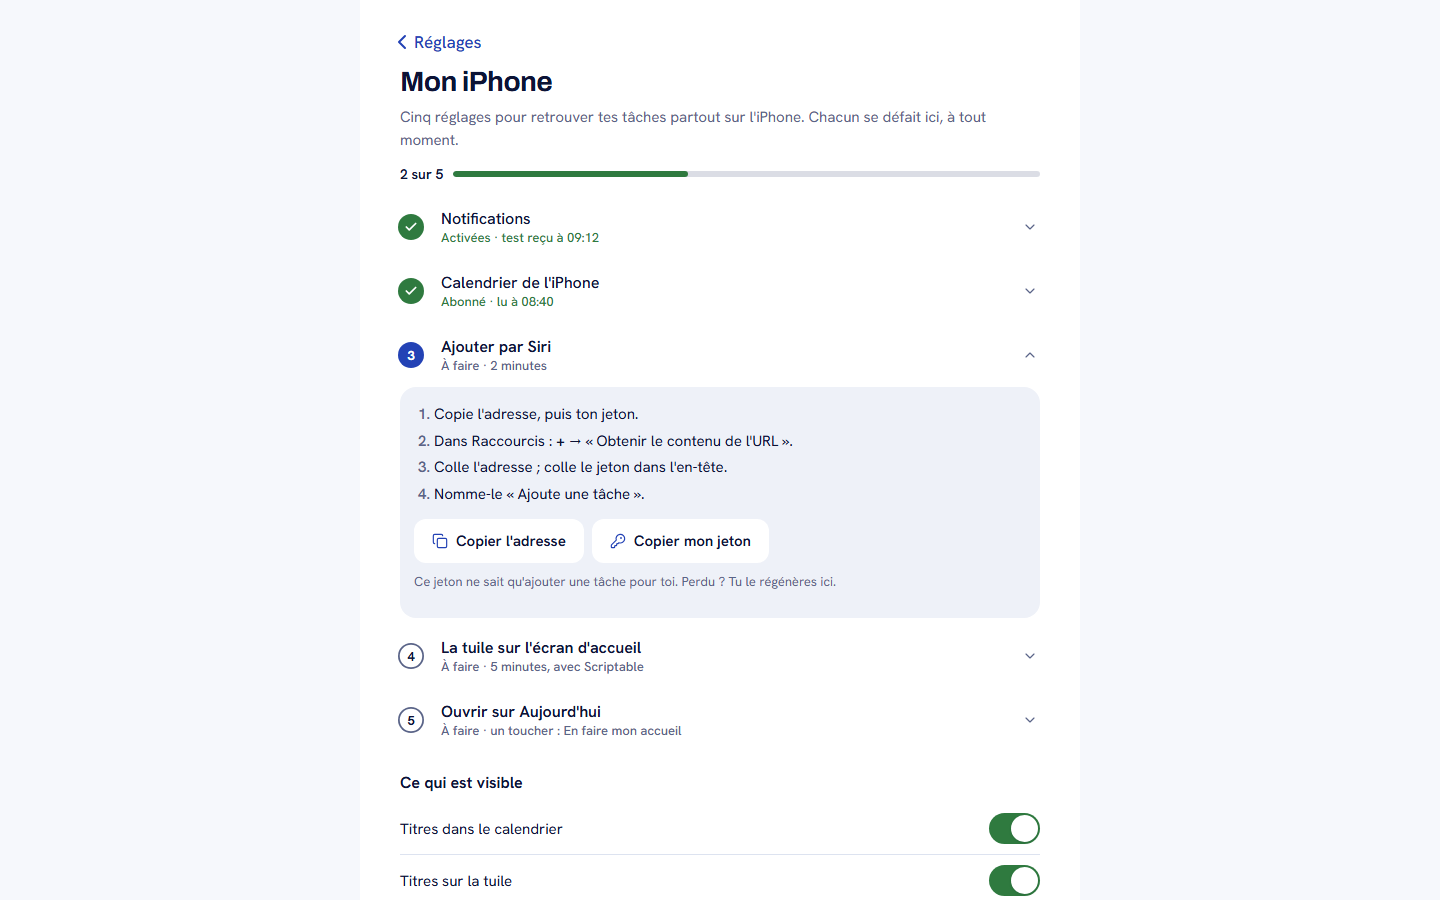 Réglages
Mon iPhone
Cinq réglages pour retrouver tes tâches partout sur l'iPhone. Chacun se défait ici, à tout
moment.
2 sur 5
Notifications
Activées · test reçu à 09:12
Calendrier de l'iPhone
Abonné · lu à 08:40
3
Ajouter par Siri
À faire · 2 minutes
1. Copie l'adresse, puis ton jeton.
2. Dans Raccourcis : + → « Obtenir le contenu de l'URL ».
3. Colle l'adresse ; colle le jeton dans l'en-tête.
4. Nomme-le « Ajoute une tâche ».
Copier l'adresse Copier mon jeton
Ce jeton ne sait qu'ajouter une tâche pour toi. Perdu ? Tu le régénères ici.
4
La tuile sur l'écran d'accueil
À faire · 5 minutes, avec Scriptable
5
Ouvrir sur Aujourd'hui
À faire · un toucher : En faire mon accueil
Ce qui est visible
Titres dans le calendrier
Titres sur la tuile